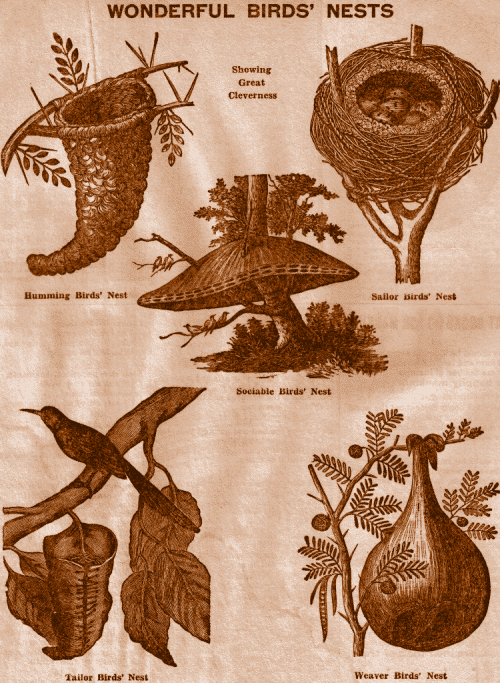 WONDERFUL BIRDS' NESTS
Showing
Great
Cleverness
Humming Birds' Nest
Sailor Birds' Nest
Sociable Birds' Nest
Tailor Birds' Nest
Weaver Birds' Nest